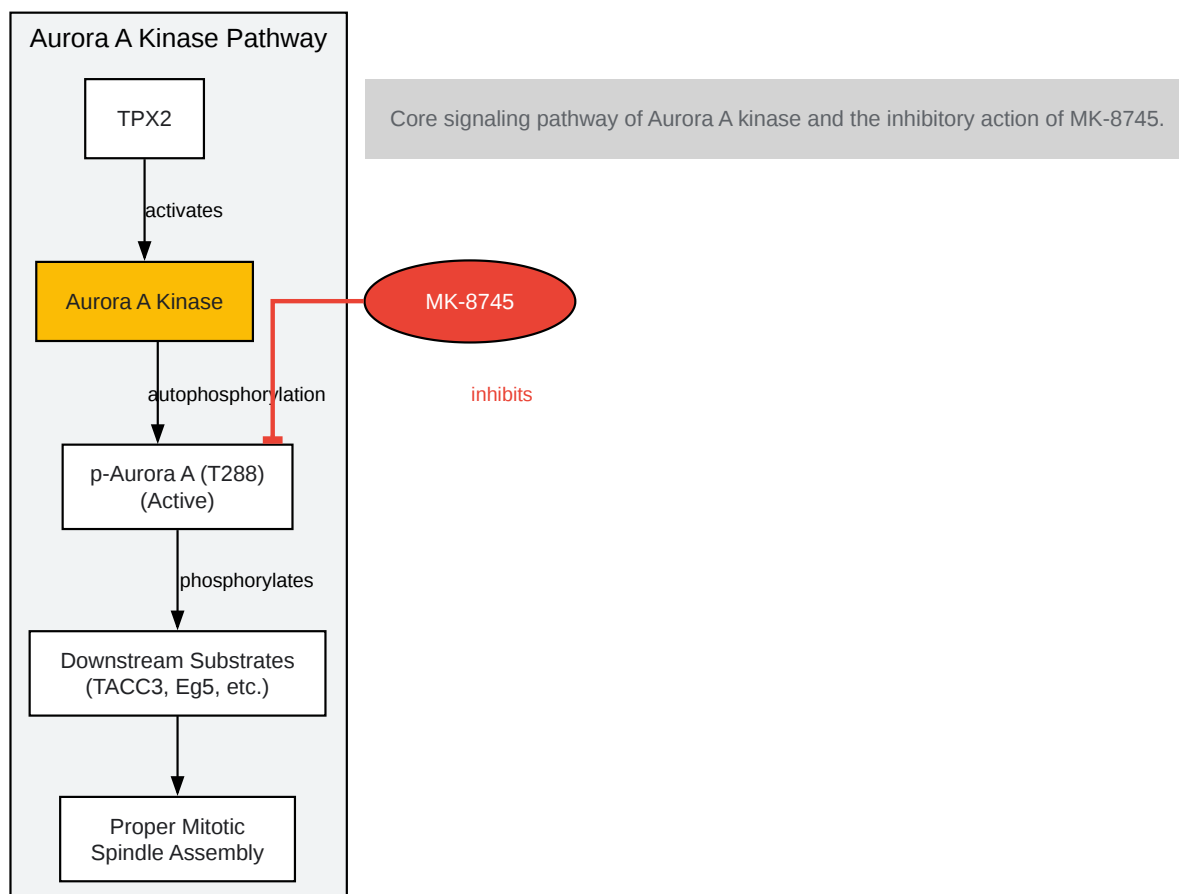 Aurora A Kinase Pathway
TPX2
Core signaling pathway of Aurora A kinase and the inhibitory action of MK-8745.
activates
Aurora A Kinase
MK-8745
autophosphorylation
inhibits
p-Aurora A (T288)
(Active)
phosphorylates
Downstream Substrates
(TACC3, Eg5, etc.)
Proper Mitotic
Spindle Assembly